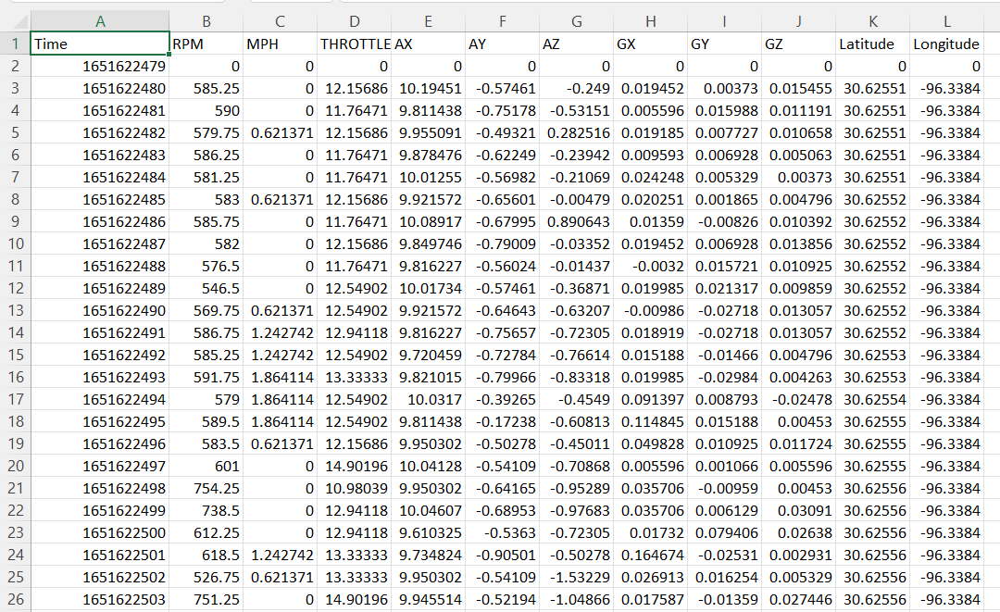 A B C D E F G H I J K L
1 Time RPM MPH THROTTLE AX AY AZ GX GY GZ Latitude Longitude
2 1651622479 0 0 0 0 0 0 0 0 0 0 0
3 1651622480 585.25 0 12.15686 10.19451 -0.57461 -0.249 0.019452 0.00373 0.015455 30.62551 -96.3384
4 1651622481 590 0 11.76471 9.811438 -0.75178 -0.53151 0.005596 0.015988 0.011191 30.62551 -96.3384
5 1651622482 579.75 0.621371 12.15686 9.955091 -0.49321 0.282516 0.019185 0.007727 0.010658 30.62551 -96.3384
6 1651622483 586.25 0 11.76471 9.878476 -0.62249 -0.23942 0.009593 0.006928 0.005063 30.62551 -96.3384
7 1651622484 581.25 0 11.76471 10.01255 -0.56982 -0.21069 0.024248 0.005329 0.00373 30.62551 -96.3384
8 1651622485 583 0.621371 12.15686 9.921572 -0.65601 -0.00479 0.020251 0.001865 0.004796 30.62552 -96.3384
9 1651622486 585.75 0 11.76471 10.08917 -0.67995 0.890643 0.01359 -0.00826 0.010392 30.62552 -96.3384
10 1651622487 582 0 12.15686 9.849746 -0.79009 -0.03352 0.019452 0.006928 0.013856 30.62552 -96.3384
11 1651622488 576.5 0 11.76471 9.816227 -0.56024 -0.01437 -0.0032 0.015721 0.010925 30.62552 -96.3384
12 1651622489 546.5 0 12.54902 10.01734 -0.57461 -0.36871 0.019985 0.021317 0.009859 30.62552 -96.3384
13 1651622490 569.75 0.621371 12.54902 9.921572 -0.64643 -0.63207 -0.00986 -0.02718 0.013057 30.62552 -96.3384
14 1651622491 586.75 1.242742 12.94118 9.816227 -0.75657 -0.72305 0.018919 -0.02718 0.013057 30.62552 -96.3384
15 1651622492 585.25 1.242742 12.54902 9.720459 -0.72784 -0.76614 0.015188 -0.01466 0.004796 30.62553 -96.3384
16 1651622493 591.75 1.864114 13.33333 9.821015 -0.79966 -0.83318 0.019985 -0.02984 0.004263 30.62553 -96.3384
17 1651622494 579 1.864114 12.54902 10.0317 -0.39265 -0.4549 0.091397 0.008793 -0.02478 30.62554 -96.3384
18 1651622495 589.5 1.864114 12.54902 9.811438 -0.17238 -0.60813 0.114845 0.015188 0.00453 30.62555 -96.3384
19 1651622496 583.5 0.621371 12.15686 9.950302 -0.50278 -0.45011 0.049828 0.010925 0.011724 30.62555 -96.3384
20 1651622497 601 0 14.90196 10.04128 -0.54109 -0.70868 0.005596 0.001066 0.005596 30.62555 -96.3384
21 1651622498 754.25 0 10.98039 9.950302 -0.64165 -0.95289 0.035706 -0.00959 0.00453 30.62556 -96.3384
22 1651622499 738.5 0 12.94118 10.04607 -0.68953 -0.97683 0.035706 0.006129 0.03091 30.62556 -96.3384
23 1651622500 612.25 0 12.94118 9.610325 -0.5363 -0.72305 0.01732 0.079406 0.02638 30.62556 -96.3384
24 1651622501 618.5 1.242742 13.33333 9.734824 -0.90501 -0.50278 0.164674 -0.02531 0.002931 30.62556 -96.3384
25 1651622502 526.75 0.621371 13.33333 9.950302 -0.54109 -1.53229 0.026913 0.016254 0.005329 30.62556 -96.3384
26 1651622503 751.25 0 14.90196 9.945514 -0.52194 -1.04866 0.017587 -0.01359 0.027446 30.62556 -96.3384